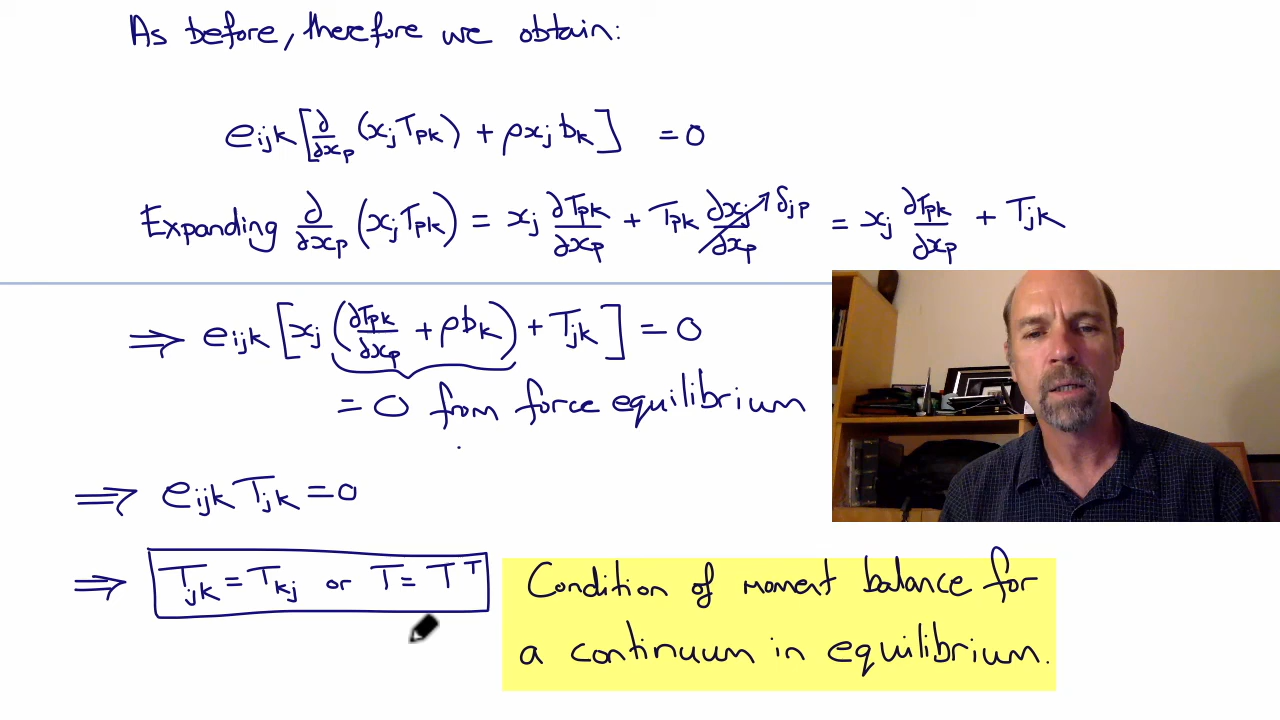 As before, therefore we obtain:
e_ijk [∂/∂x_p (x_j T_pk) + ρx_j b_k] = 0
Expanding ∂/∂x_p (x_j T_pk) = x_j ∂T_pk/∂x_p + T_pk ∂x_j/∂x_p δ_jp = x_j ∂T_pk/∂x_p + T_jk
⇒ e_ijk [x_j (∂T_pk/∂x_p + ρb_k) + T_jk] = 0
= 0 from force equilibrium
⇒ e_ijk T_jk = 0
⇒ T_jk = T_kj or T = T^T
Condition of moment balance for
a continuum in equilibrium.